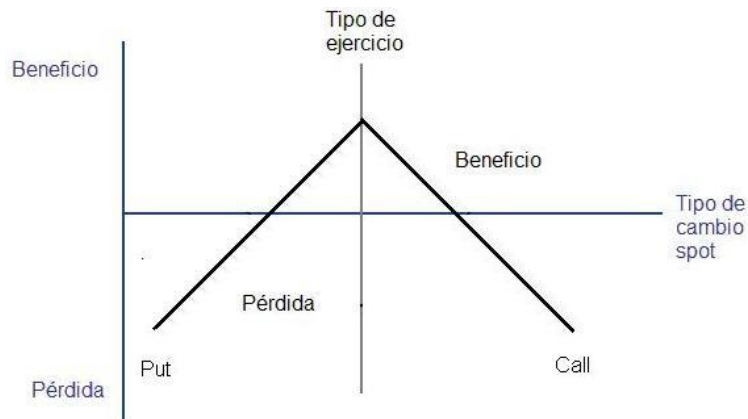 Tipo de
ejercicio
Beneficio
Beneficio
Tipo de
cambio
spot
Pérdida
Put
Call
Pérdida